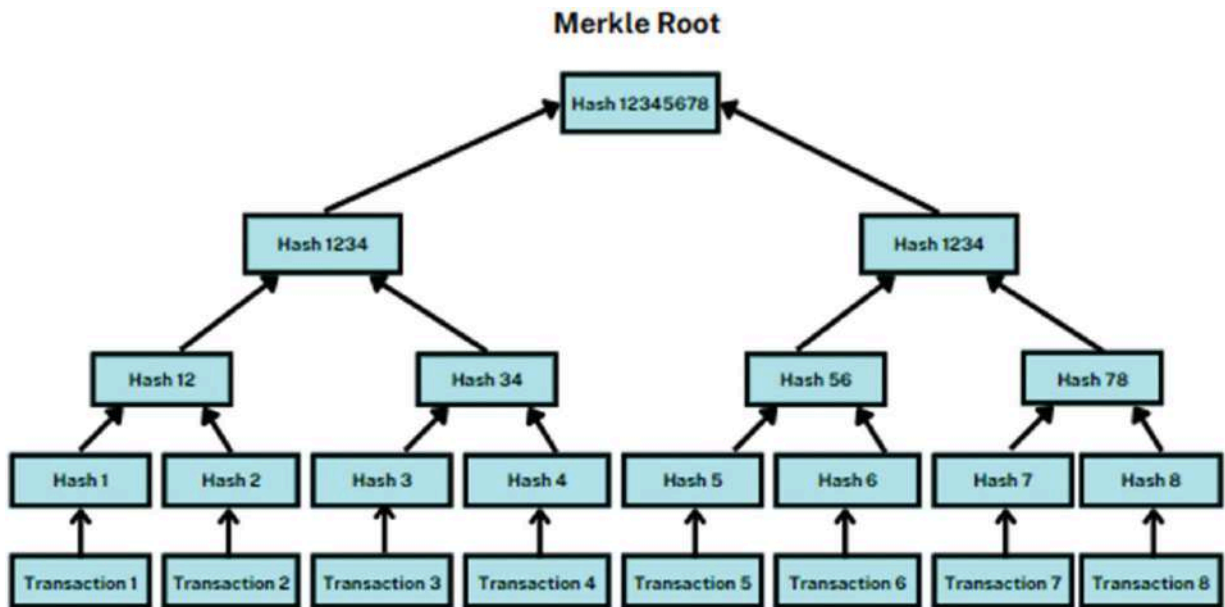 Merkle Root
Hash 12345678
Hash 1234
Hash 1234
Hash 12
Hash 34
Hash 56
Hash 78
Hash 1
Hash 2
Hash 3
Hash 4
Hash 5
Hash 6
Hash 7
Hash 8
Transaction 1
Transaction 2
Transaction 3
Transaction 4
Transaction 5
Transaction 6
Transaction 7
Transaction 8